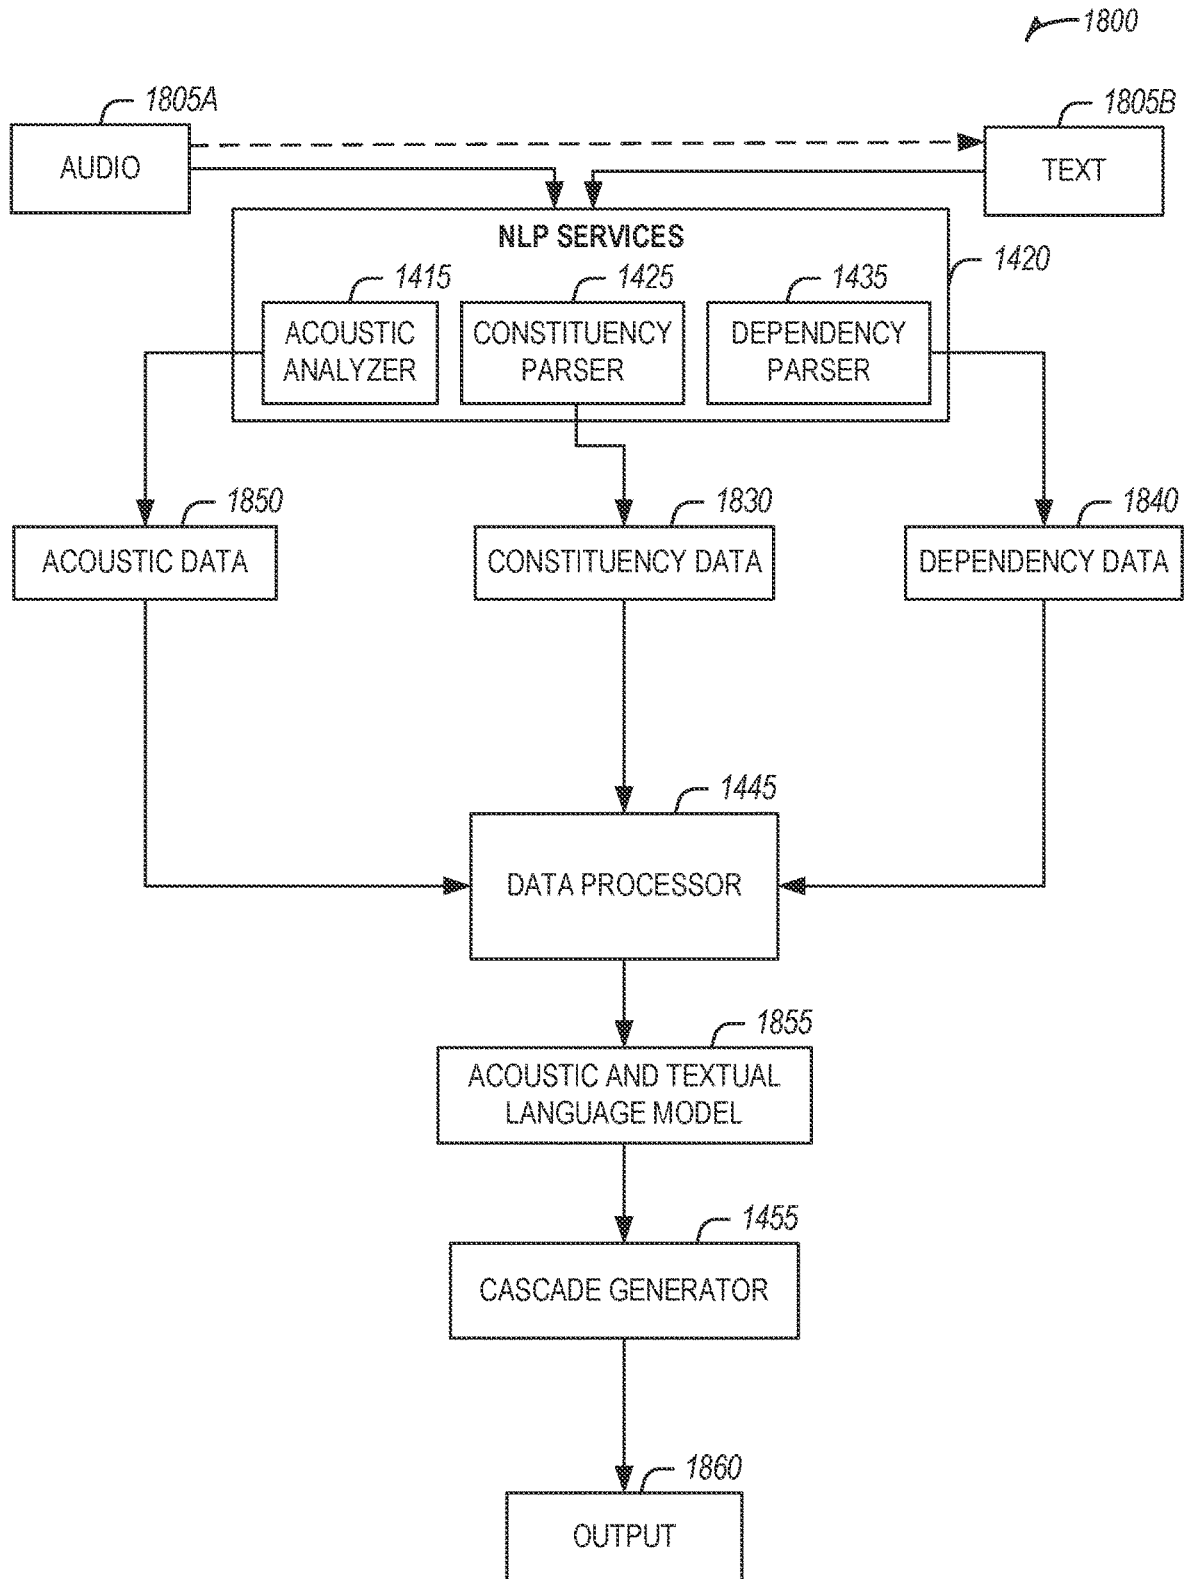 1800
1805A
1805B
AUDIO
TEXT
NLP SERVICES
1420
1415
1425
1435
ACOUSTIC
ANALYZER
CONSTITUENCY
PARSER
DEPENDENCY
PARSER
1850
1830
1840
ACOUSTIC DATA
CONSTITUENCY DATA
DEPENDENCY DATA
1445
DATA PROCESSOR
1855
ACOUSTIC AND TEXTUAL
LANGUAGE MODEL
1455
CASCADE GENERATOR
1860
OUTPUT